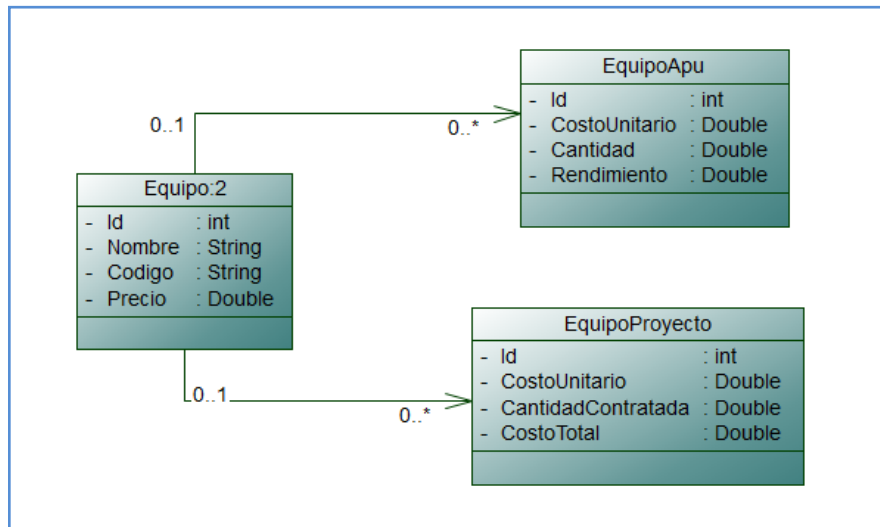 EquipoApu
- Id : int
- CostoUnitario : Double
- Cantidad : Double
- Rendimiento : Double
0..1
0..*
Equipo:2
- Id : int
- Nombre : String
- Codigo : String
- Precio : Double
EquipoProyecto
- Id : int
- CostoUnitario : Double
- CantidadContratada : Double
- CostoTotal : Double
0..1
0..*